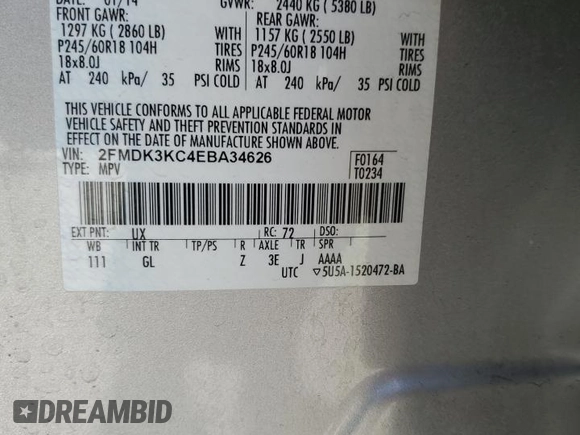 DATE: 01/14 GVWR: 2440 KG ( 5380 LB)
FRONT GAWR: REAR GAWR:
1297 KG ( 2860 LB) WITH 1157 KG ( 2550 LB) WITH
P245/60R18 104H TIRES P245/60R18 104H TIRES
18x8.0J RIMS 18x8.0J RIMS
AT 240 kPa/ 35 PSI COLD AT 240 kPa/ 35 PSI COLD
THIS VEHICLE CONFORMS TO ALL APPLICABLE FEDERAL MOTOR
VEHICLE SAFETY AND THEFT PREVENTION STANDARDS IN
EFFECT ON THE DATE OF MANUFACTURE SHOWN ABOVE.
VIN: 2FMDK3KC4EBA34626 F0164
TYPE: MPV T0234
EXT PNT: UX RC: 72 DSO:
WB INT TR TP/PS R AXLE TR SPR
111 GL Z 3E J AAAA
UTC ▽5U5A-1520472-BA
DREAMBID